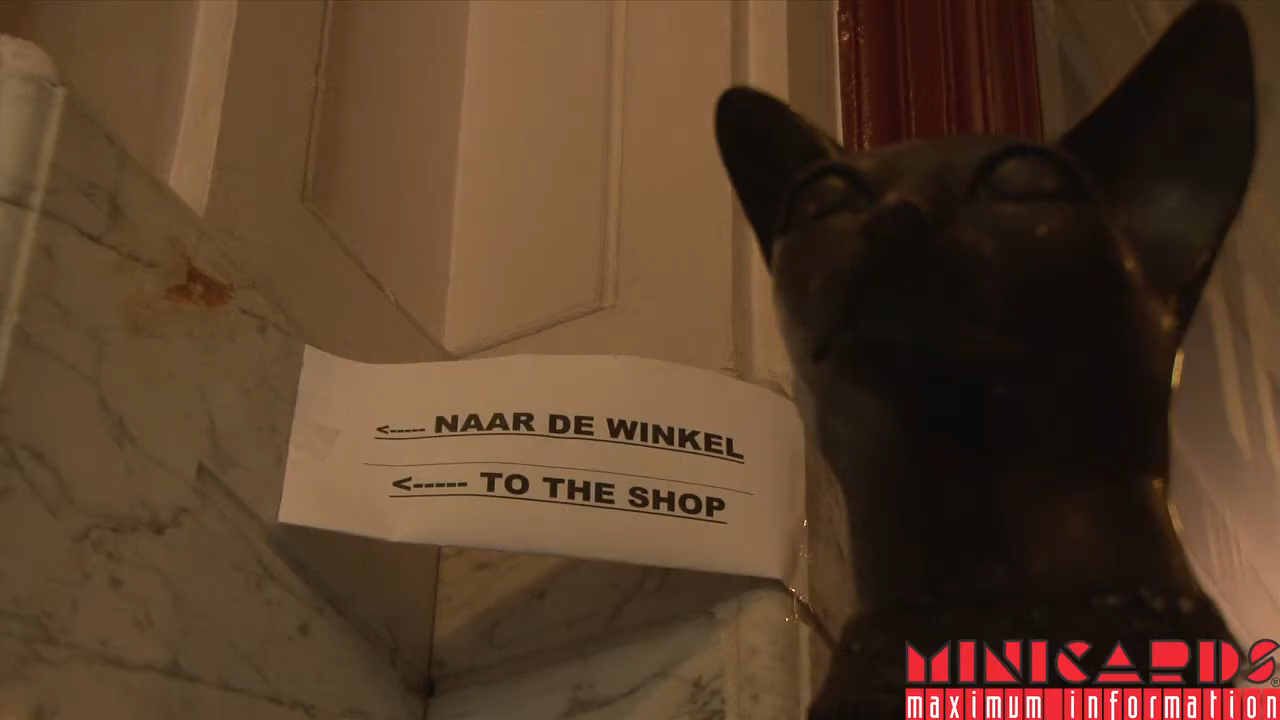 <----- NAAR DE WINKEL
<----- TO THE SHOP
MINICARDS®
maximum information